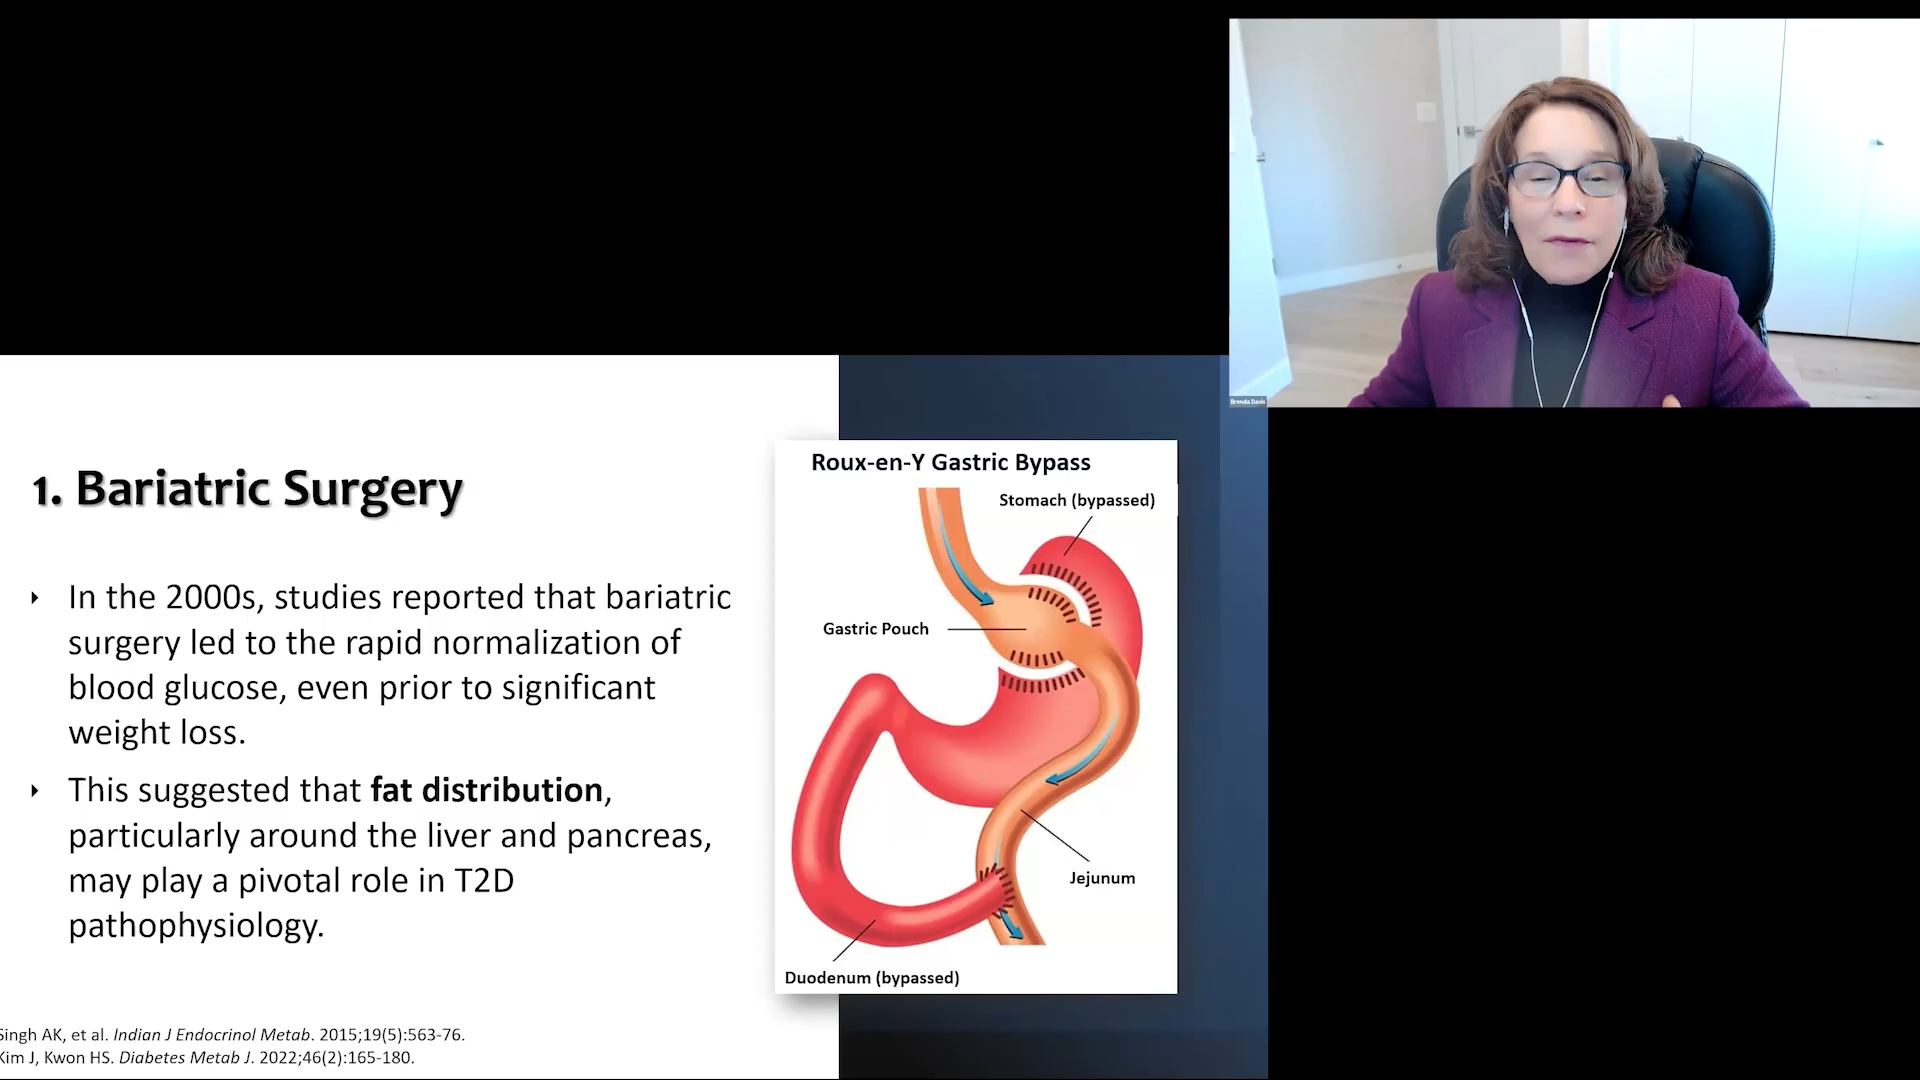 Brenda Davis
1. Bariatric Surgery
In the 2000s, studies reported that bariatric
surgery led to the rapid normalization of
blood glucose, even prior to significant
weight loss.
This suggested that fat distribution,
particularly around the liver and pancreas,
may play a pivotal role in T2D
pathophysiology.
Roux-en-Y Gastric Bypass
Stomach (bypassed)
Gastric Pouch
Jejunum
Duodenum (bypassed)
Singh AK, et al. Indian J Endocrinol Metab. 2015;19(5):563-76.
Kim J, Kwon HS. Diabetes Metab J. 2022;46(2):165-180.